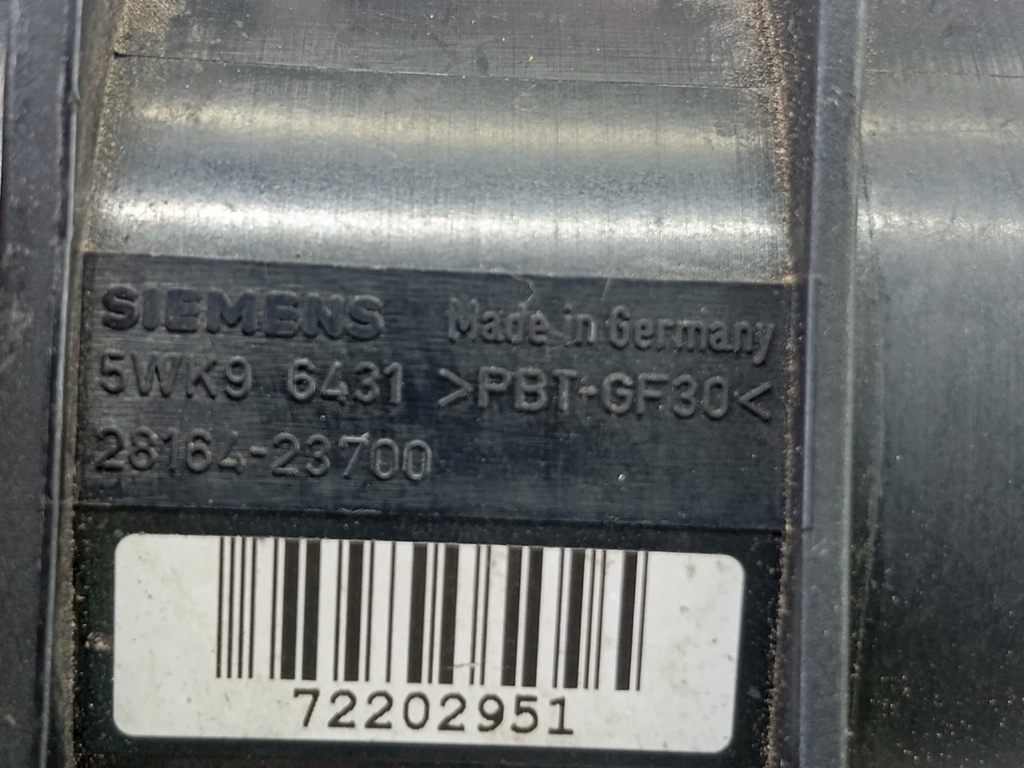 SIEMENS Made in Germany
5WK9 6431 >PBT-GF30<
28164-23700
72202951